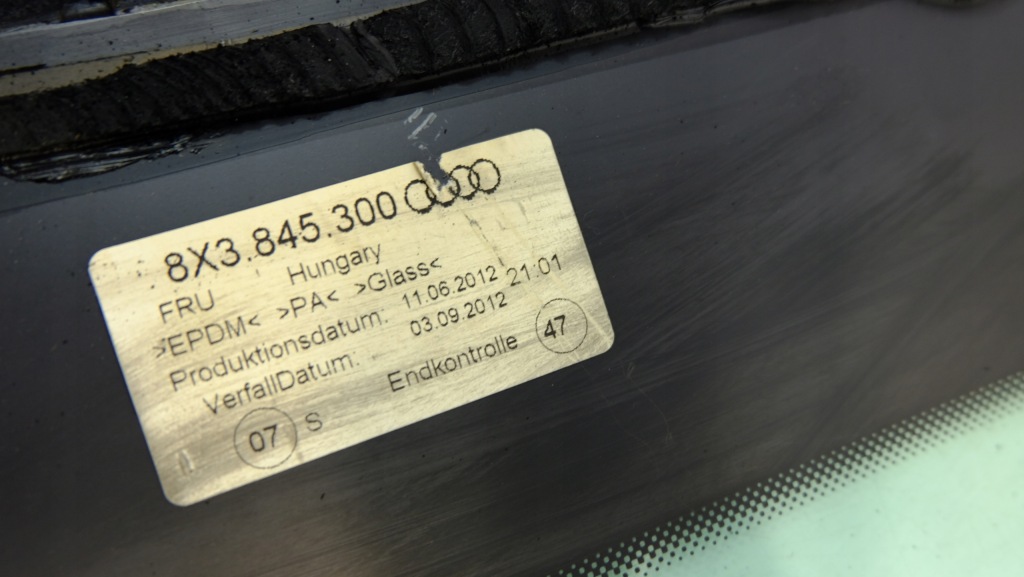 8X3.845.300
FRU Hungary
>EPDM< >PA< >Glass<
Produktionsdatum: 11.06.2012 21:01
VerfallDatum: 03.09.2012
07 S Endkontrolle 47